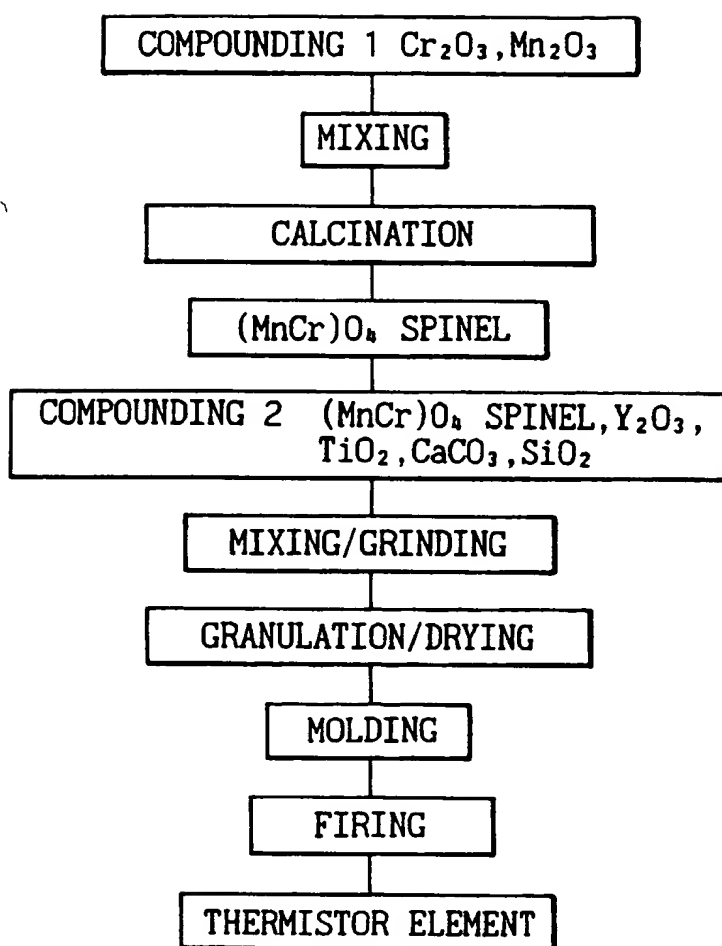 COMPOUNDING 1 Cr₂O₃,Mn₂O₃
MIXING
CALCINATION
(MnCr)O₄ SPINEL
COMPOUNDING 2 (MnCr)O₄ SPINEL,Y₂O₃,
TiO₂,CaCO₃,SiO₂
MIXING/GRINDING
GRANULATION/DRYING
MOLDING
FIRING
THERMISTOR ELEMENT